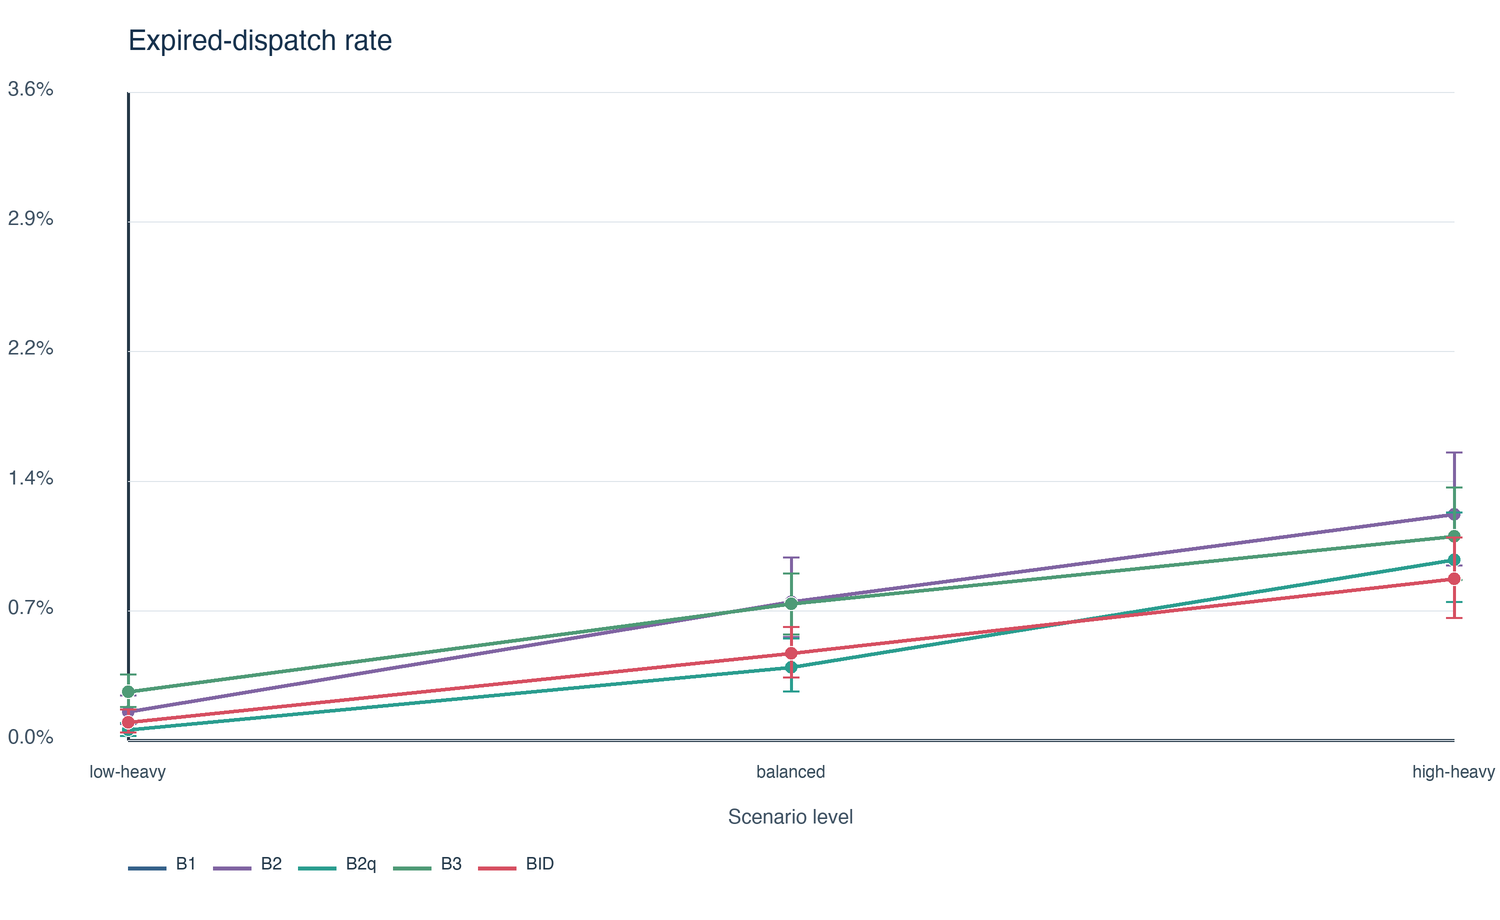 Expired-dispatch rate
3.6%
2.9%
2.2%
1.4%
0.7%
0.0%
low-heavy balanced high-heavy
Scenario level
B1 B2 B2q B3 BID